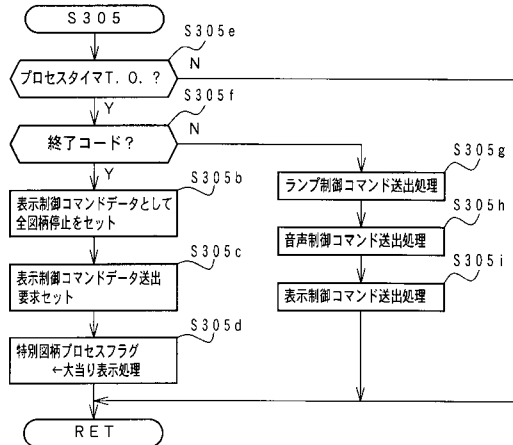 S305
S305e
プロセスタイマT.O.?
N
Y
S305f
終了コード?
N
Y
S305b
表示制御コマンドデータとして
全図柄停止をセット
S305c
表示制御コマンドデータ送出
要求セット
S305d
特別図柄プロセスフラグ
←大当り表示処理
S305g
ランプ制御コマンド送出処理
S305h
音声制御コマンド送出処理
S305i
表示制御コマンド送出処理
RET